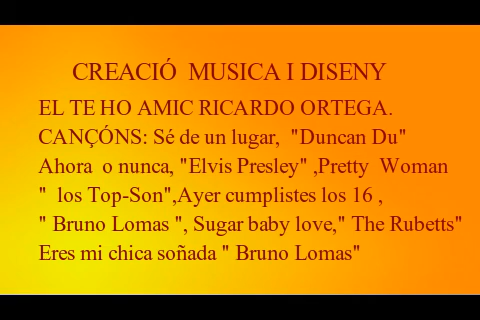 CREACIÓ MUSICA I DISENY
EL TE HO AMIC RICARDO ORTEGA.
CANÇÓNS: Sé de un lugar, "Duncan Du"
Ahora o nunca, "Elvis Presley" ,Pretty Woman
" los Top-Son",Ayer cumplistes los 16 ,
" Bruno Lomas ", Sugar baby love," The Rubetts"
Eres mi chica soñada " Bruno Lomas"